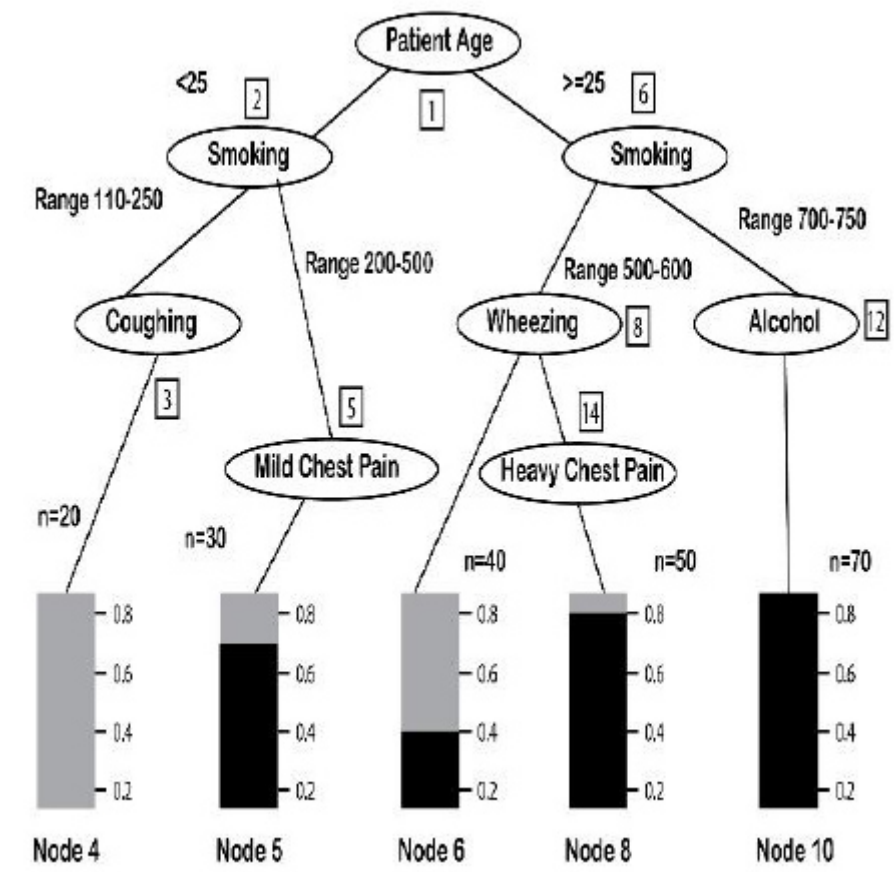 Patient Age
<25
2
1
>=25
6
Smoking
Smoking
Range 110-250
Range 700-750
Range 200-500
Range 500-600
Coughing
Wheezing
8
Alcohol
12
3
5
14
Mild Chest Pain
Heavy Chest Pain
n=20
n=30
n=40
n=50
n=70
0.8
0.8
0.8
0.8
0.8
0.6
0.6
0.6
0.6
0.6
0.4
0.4
0.4
0.4
0.4
0.2
0.2
0.2
0.2
0.2
Node 4
Node 5
Node 6
Node 8
Node 10